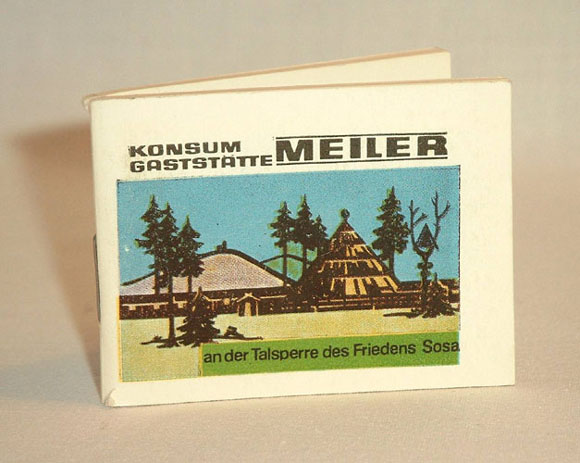 KONSUM
GASTSTÄTTE MEILER
an der Talsperre des Friedens Sosa